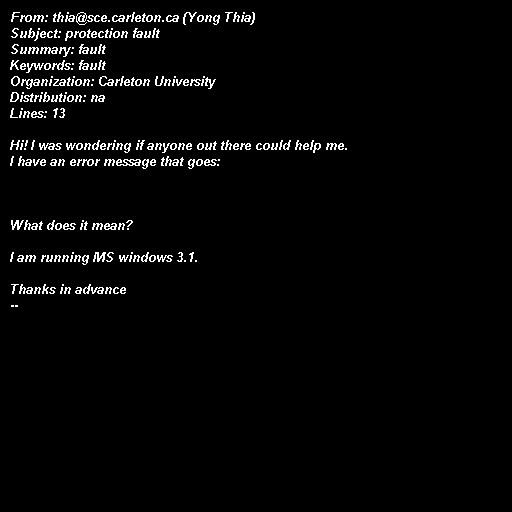 From: thia@sce.carleton.ca (Yong Thia)
Subject: protection fault
Summary: fault
Keywords: fault
Organization: Carleton University
Distribution: na
Lines: 13
Hi! I was wondering if anyone out there could help me.
I have an error message that goes:
What does it mean?
I am running MS windows 3.1.
Thanks in advance
--